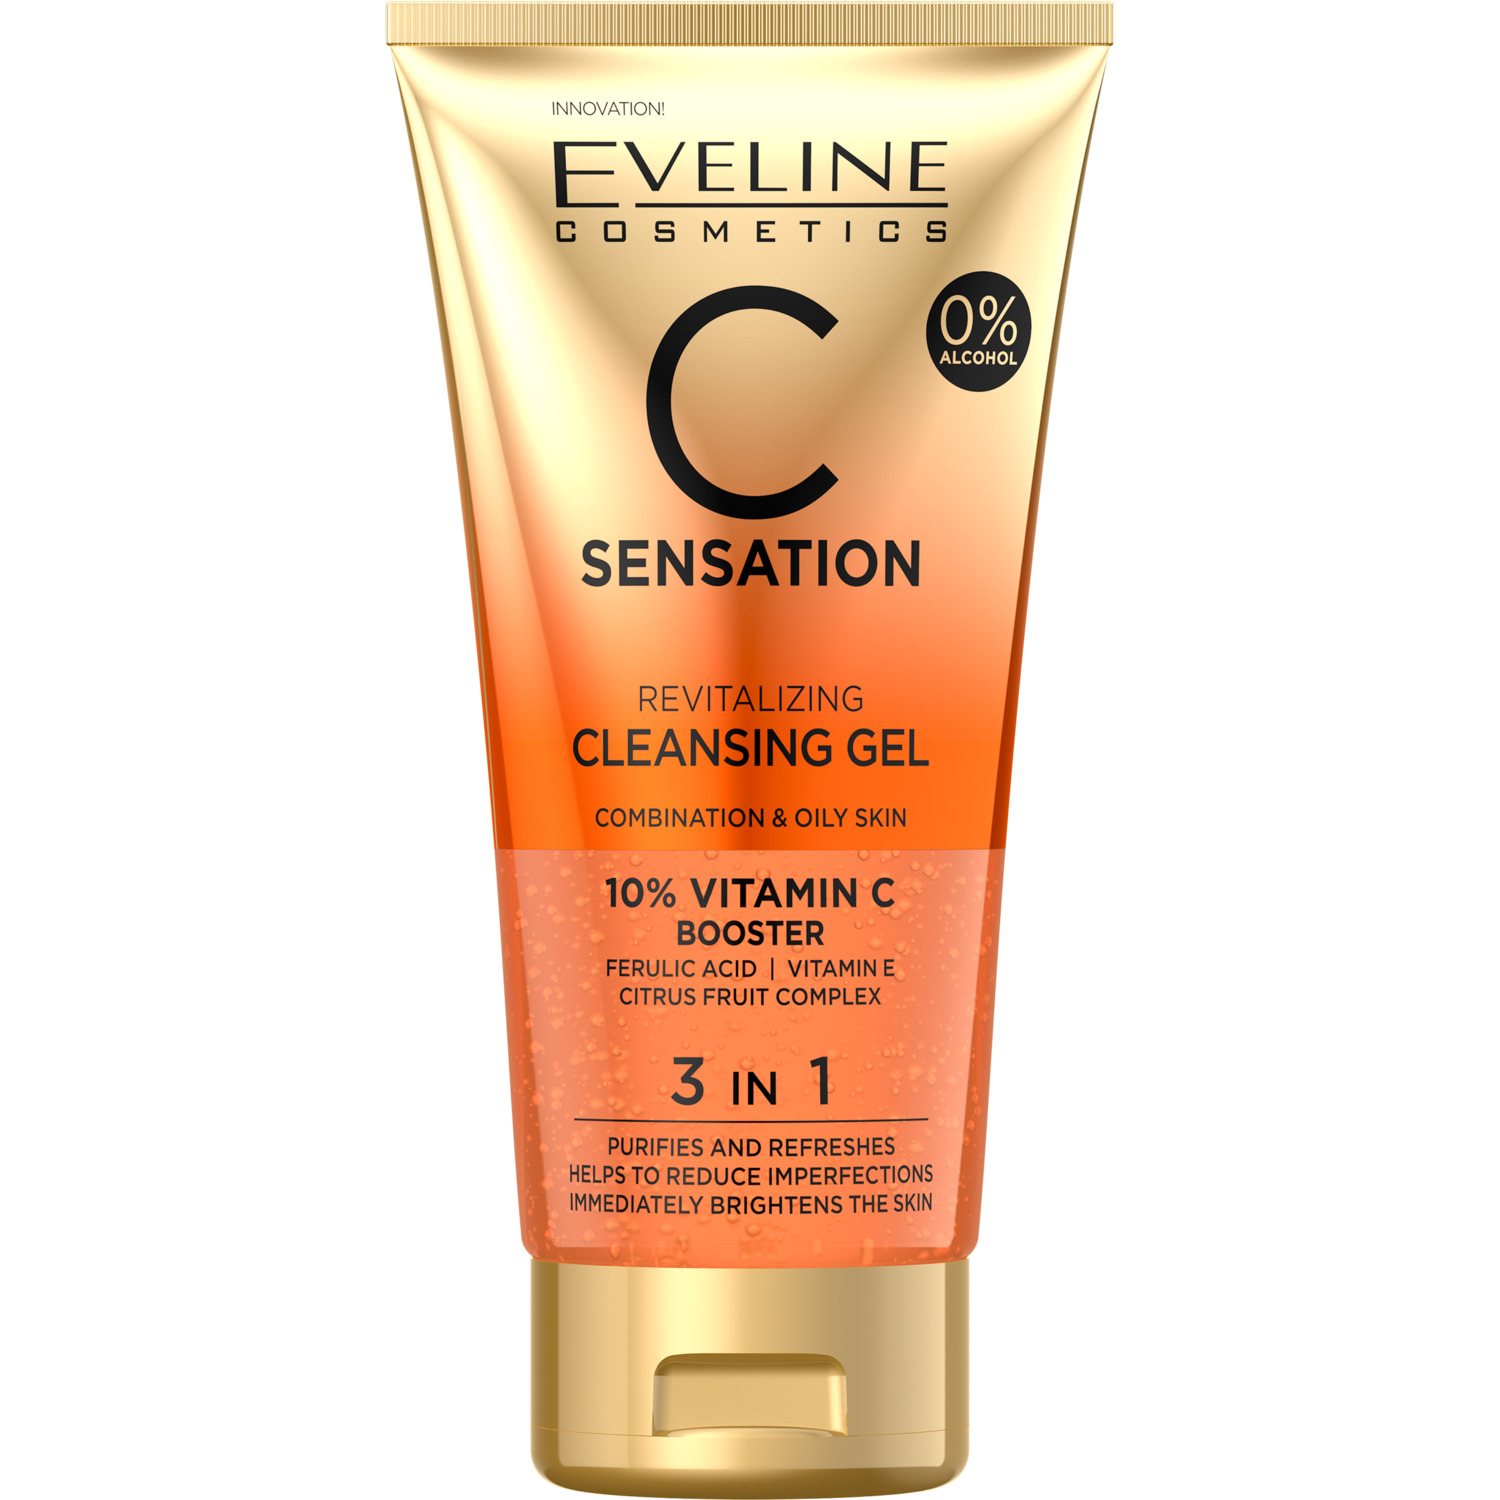 INNOVATION!
EVELINE
COSMETICS
C
0%
ALCOHOL
SENSATION
REVITALIZING
CLEANSING GEL
COMBINATION & OILY SKIN
10% VITAMIN C
BOOSTER
FERULIC ACID | VITAMIN E
CITRUS FRUIT COMPLEX
3 IN 1
PURIFIES AND REFRESHES
HELPS TO REDUCE IMPERFECTIONS
IMMEDIATELY BRIGHTENS THE SKIN